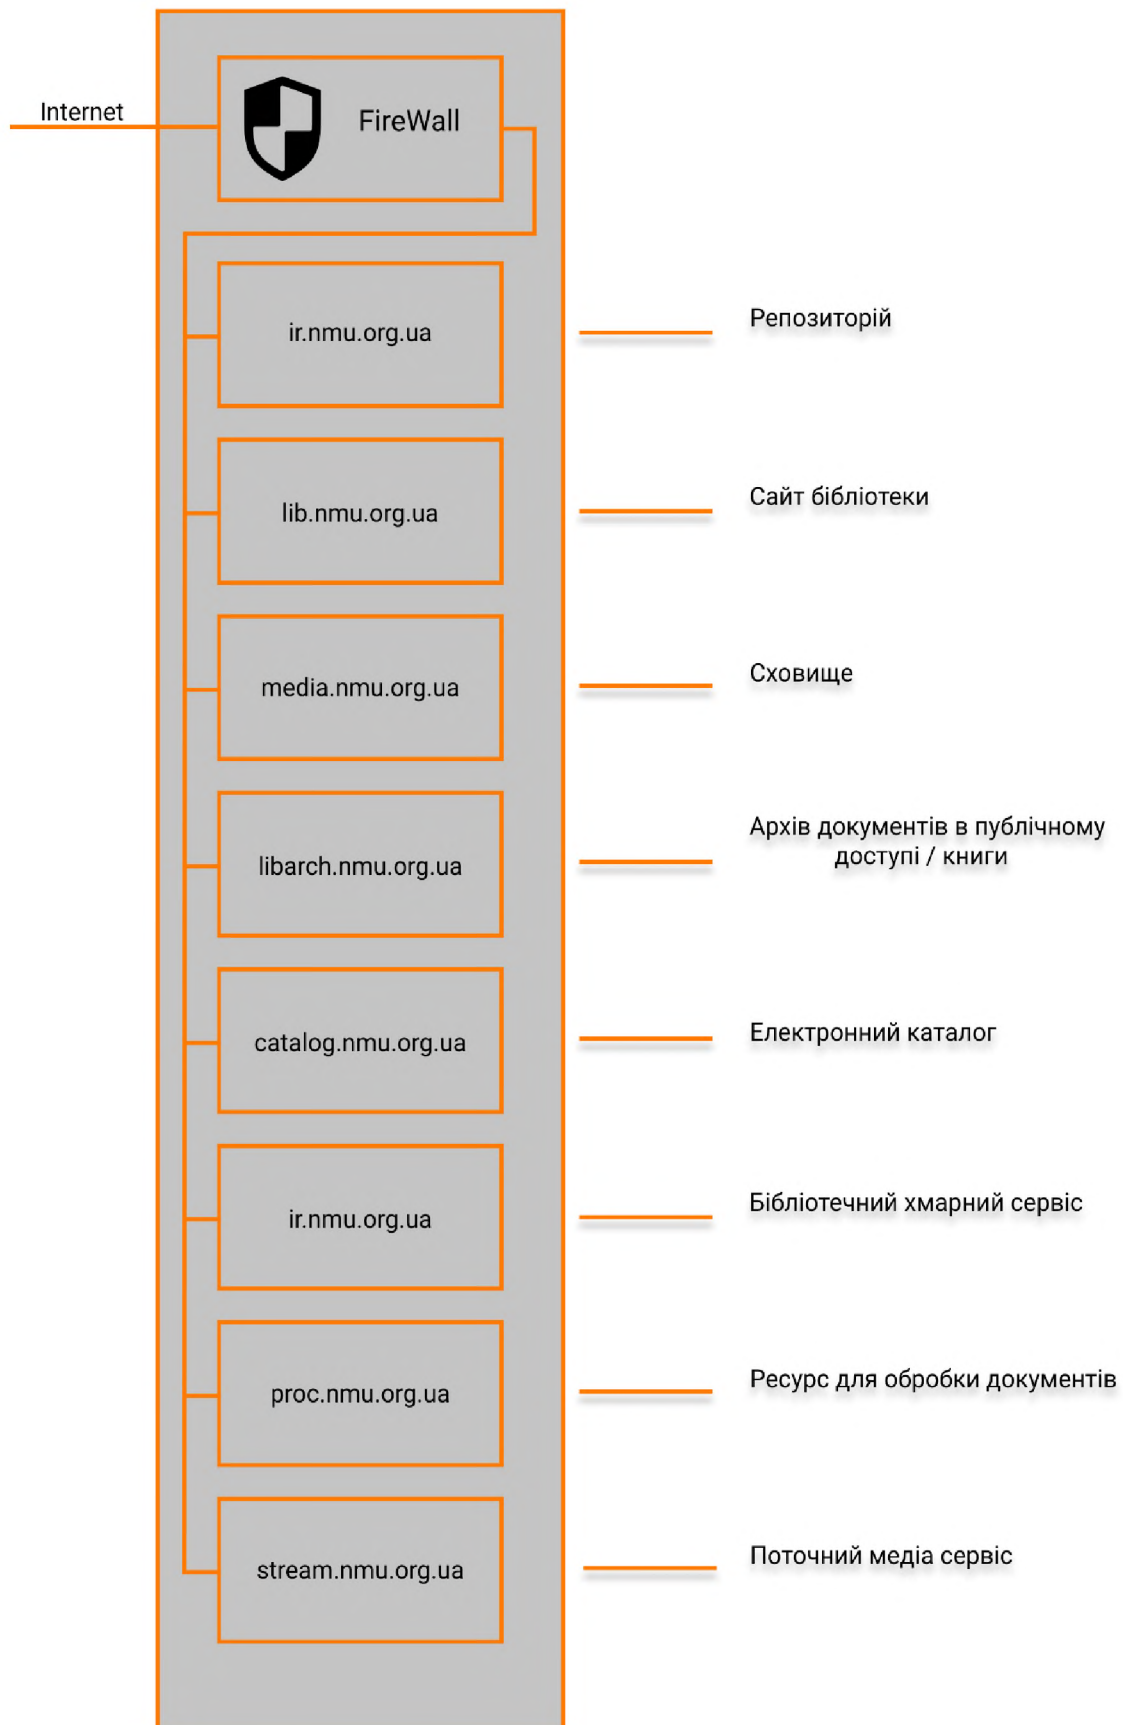 Internet
FireWall
ir.nmu.org.ua
Репозиторій
lib.nmu.org.ua
Сайт бібліотеки
media.nmu.org.ua
Сховище
libarch.nmu.org.ua
Архів документів в публічному
доступі / книги
catalog.nmu.org.ua
Електронний каталог
ir.nmu.org.ua
Бібліотечний хмарний сервіс
proc.nmu.org.ua
Ресурс для обробки документів
stream.nmu.org.ua
Поточний медіа сервіс